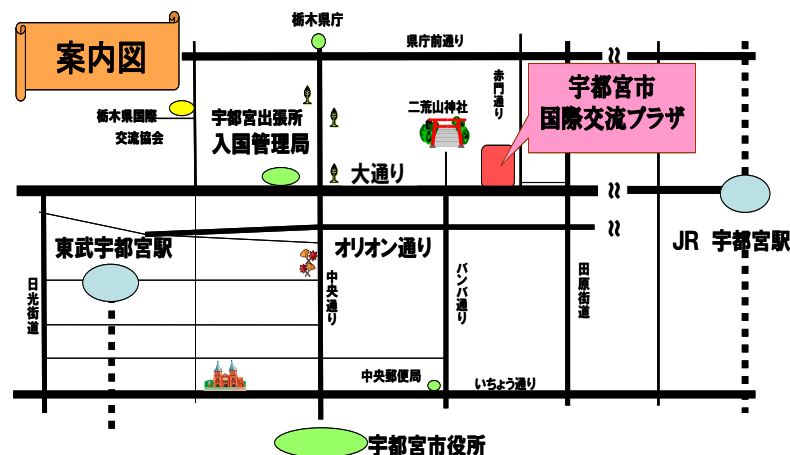 栃木県庁
県庁前通り
案内図
赤門通り
宇都宮市
国際交流プラザ
栃木県国際
交流協会
宇都宮出張所
入国管理局
二荒山神社
大通り
東武宇都宮駅
オリオン通り
JR 宇都宮駅
日光街道
中央通り
バンバ通り
田原街道
中央郵便局
いちょう通り
宇都宮市役所